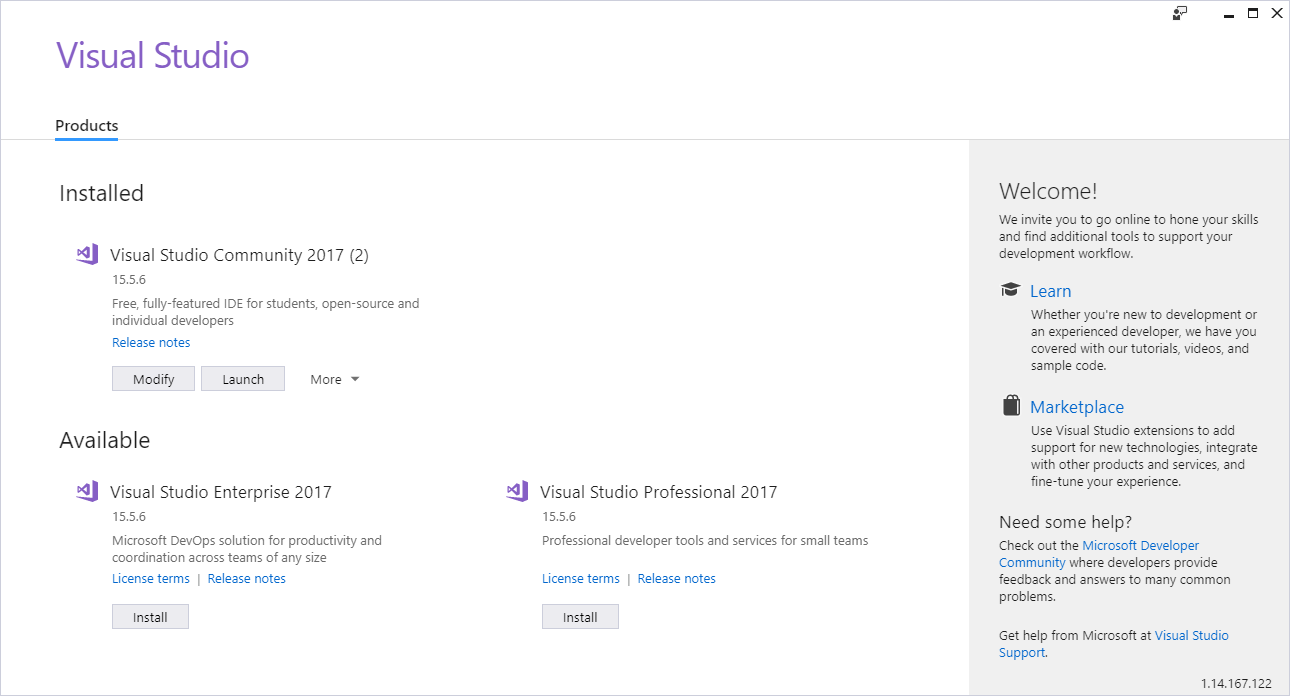 Visual Studio
Products
Installed
Visual Studio Community 2017 (2)
15.5.6
Free, fully-featured IDE for students, open-source and
individual developers
Release notes
Modify
Launch
More
Available
Visual Studio Enterprise 2017
15.5.6
Microsoft DevOps solution for productivity and
coordination across teams of any size
License terms | Release notes
Install
Visual Studio Professional 2017
15.5.6
Professional developer tools and services for small teams
License terms | Release notes
Install
Welcome!
We invite you to go online to hone your skills
and find additional tools to support your
development workflow.
Learn
Whether you're new to development or
an experienced developer, we have you
covered with our tutorials, videos, and
sample code.
Marketplace
Use Visual Studio extensions to add
support for new technologies, integrate
with other products and services, and
fine-tune your experience.
Need some help?
Check out the Microsoft Developer
Community where developers provide
feedback and answers to many common
problems.
Get help from Microsoft at Visual Studio
Support.
1.14.167.122